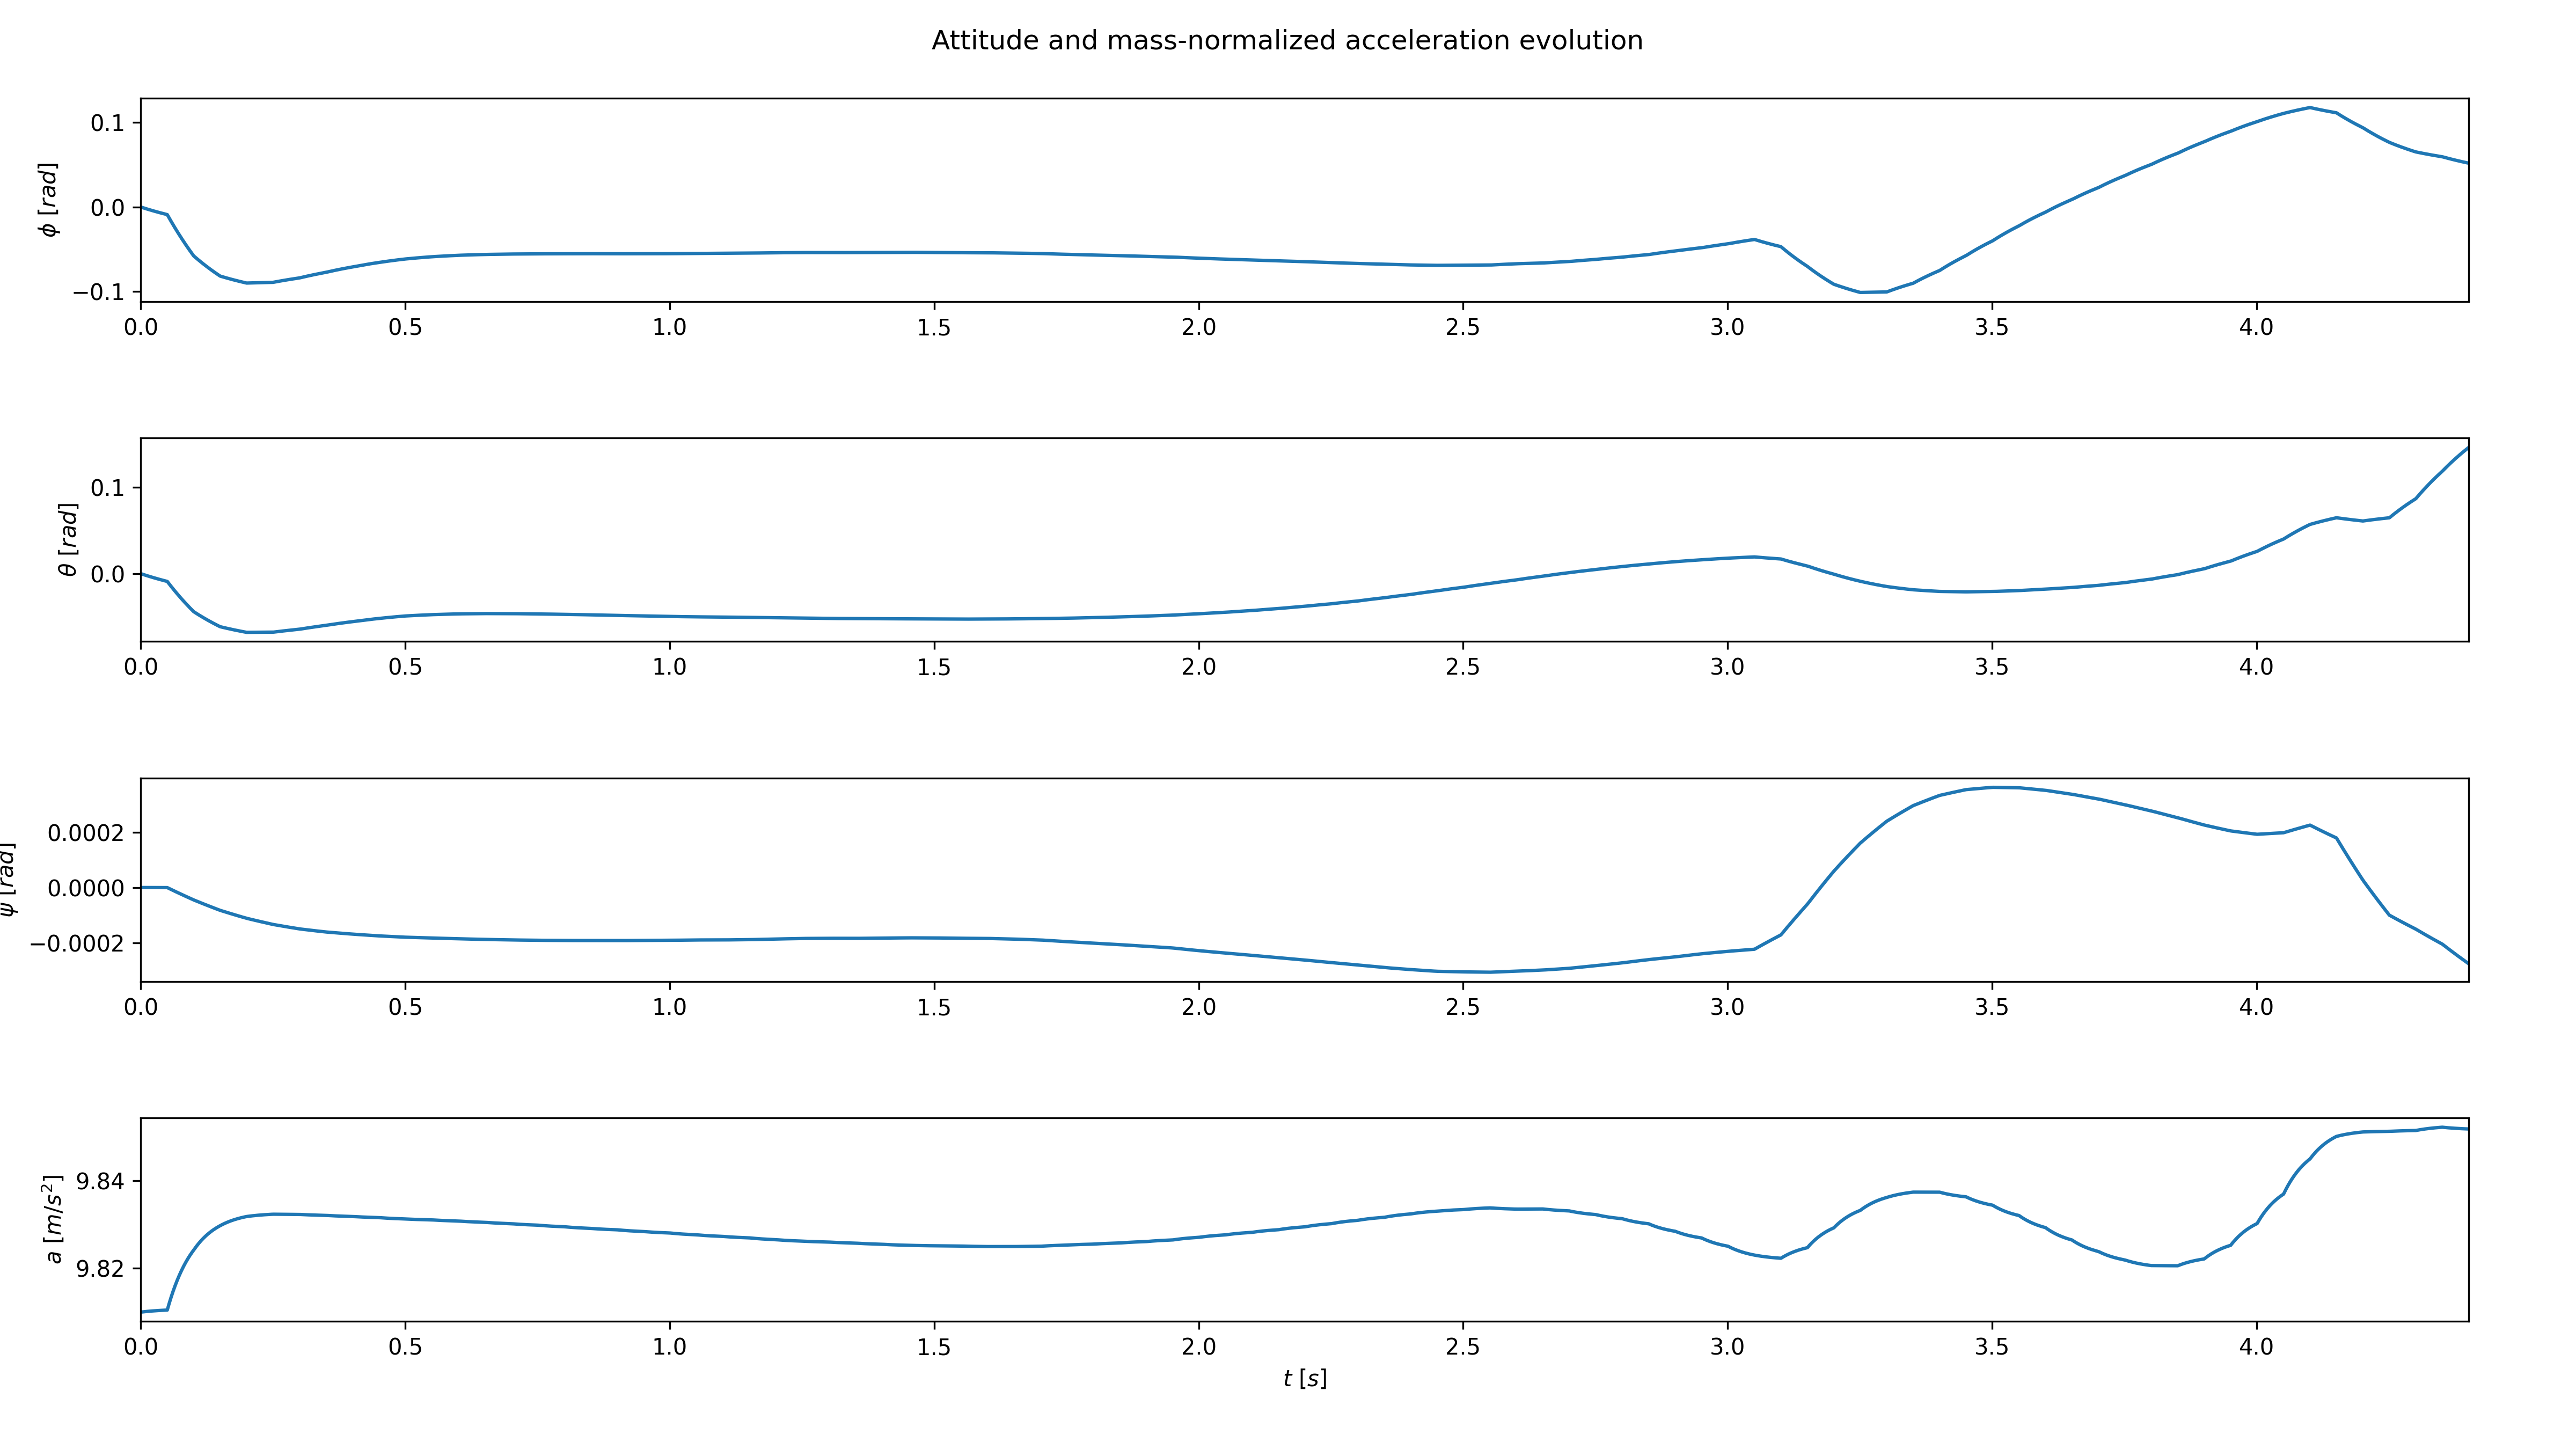 Attitude and mass-normalized acceleration evolution
ϕ [rad]
0.1
0.0
−0.1
0.0 0.5 1.0 1.5 2.0 2.5 3.0 3.5 4.0
θ [rad]
0.1
0.0
0.0 0.5 1.0 1.5 2.0 2.5 3.0 3.5 4.0
ψ [rad]
0.0002
0.0000
−0.0002
0.0 0.5 1.0 1.5 2.0 2.5 3.0 3.5 4.0
a [m/s²]
9.84
9.82
0.0 0.5 1.0 1.5 2.0 2.5 3.0 3.5 4.0
t [s]